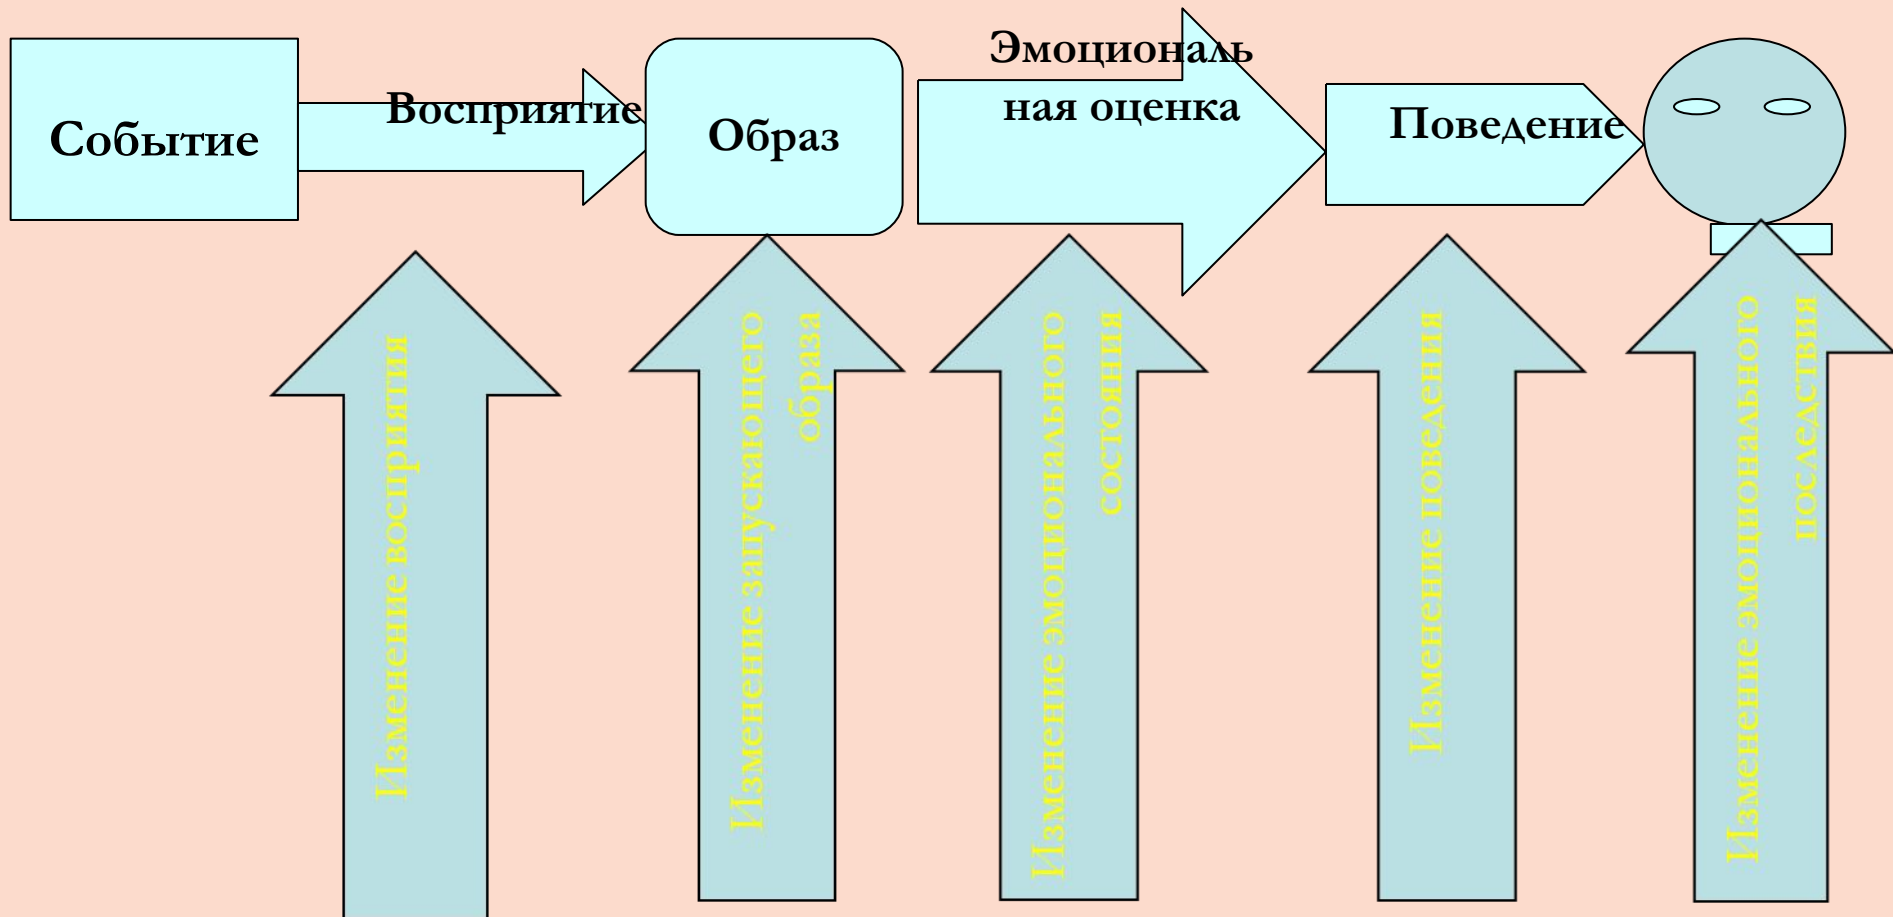 Событие
Восприятие
Образ
Эмоциональ
ная оценка
Поведение
Изменение восприятия
Изменение запускающего
образа
Изменение эмоционального
состояния
Изменение поведения
Изменение эмоционального
последствия